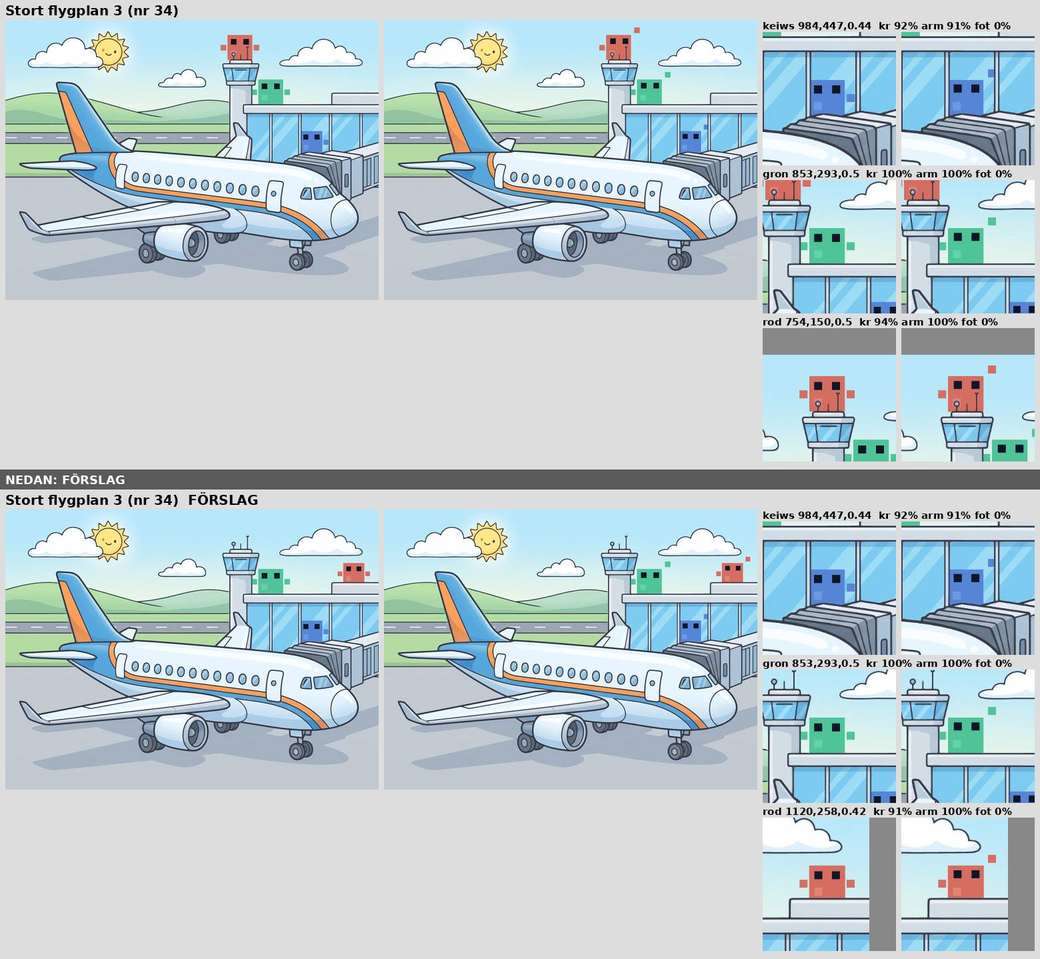 Stort flygplan 3 (nr 34)
keiws 984,447,0.44 kr 92% arm 91% fot 0%
gron 853,293,0.5 kr 100% arm 100% fot 0%
rod 754,150,0.5 kr 94% arm 100% fot 0%
NEDAN: FÖRSLAG
Stort flygplan 3 (nr 34) FÖRSLAG
keiws 984,447,0.44 kr 92% arm 91% fot 0%
gron 853,293,0.5 kr 100% arm 100% fot 0%
rod 1120,258,0.42 kr 91% arm 100% fot 0%